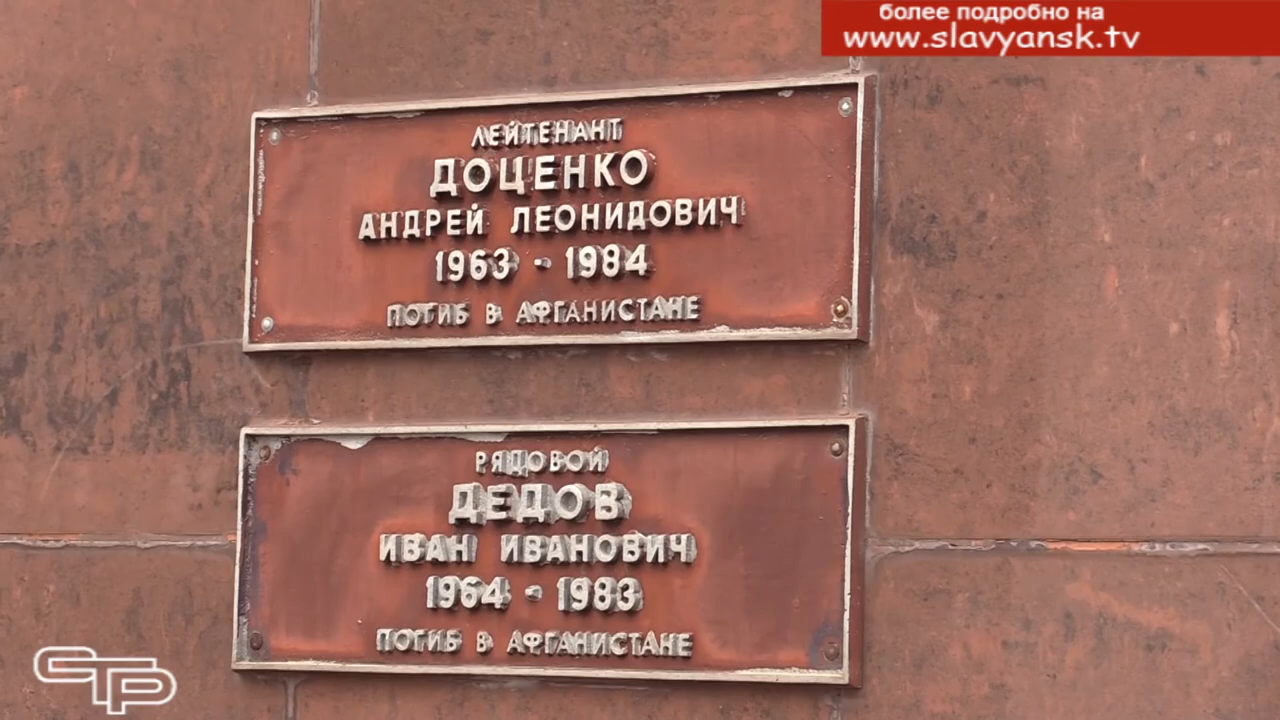 более подробно на
www.slavyansk.tv
ЛЕЙТЕНАНТ
ДОЦЕНКО
АНДРЕЙ ЛЕОНИДОВИЧ
1963 - 1984
ПОГИБ В АФГАНИСТАНЕ
РЯДОВОЙ
ДЕДОВ
ИВАН ИВАНОВИЧ
1964 - 1983
ПОГИБ В АФГАНИСТАНЕ
СТР